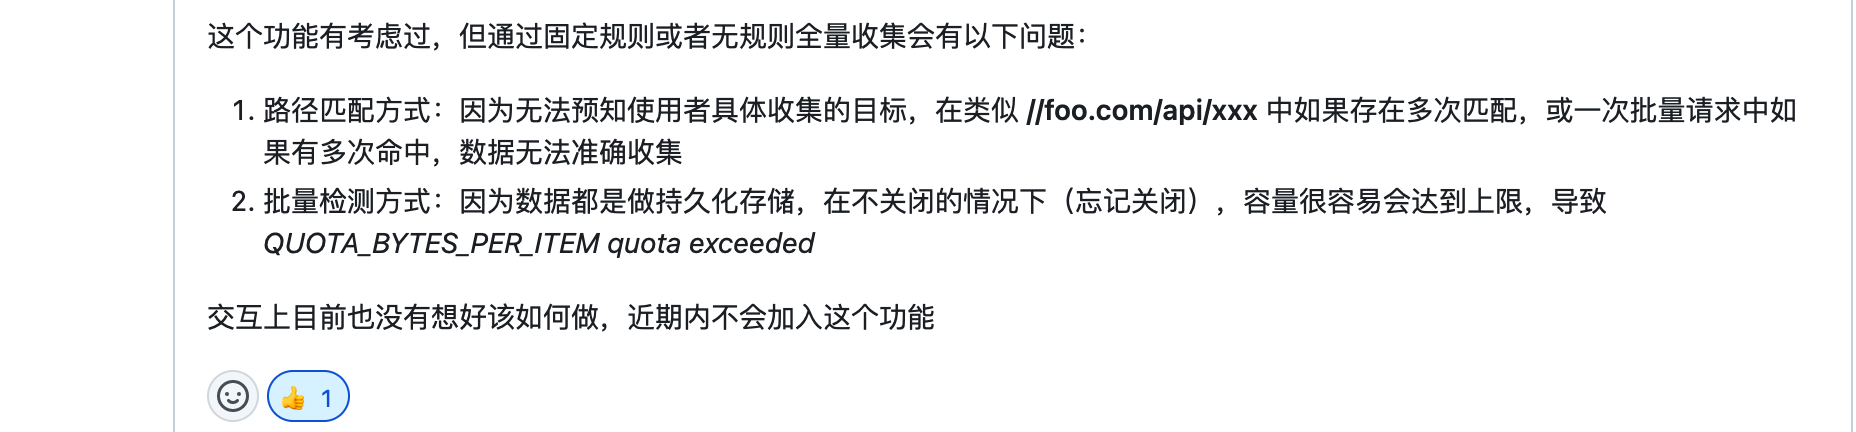 这个功能有考虑过，但通过固定规则或者无规则全量收集会有以下问题：
1. 路径匹配方式：因为无法预知使用者具体收集的目标，在类似 //foo.com/api/xxx 中如果存在多次匹配，或一次批量请求中如
果有多次命中，数据无法准确收集
2. 批量检测方式：因为数据都是做持久化存储，在不关闭的情况下（忘记关闭），容量很容易会达到上限，导致
QUOTA_BYTES_PER_ITEM quota exceeded
交互上目前也没有想好该如何做，近期内不会加入这个功能
👍 1